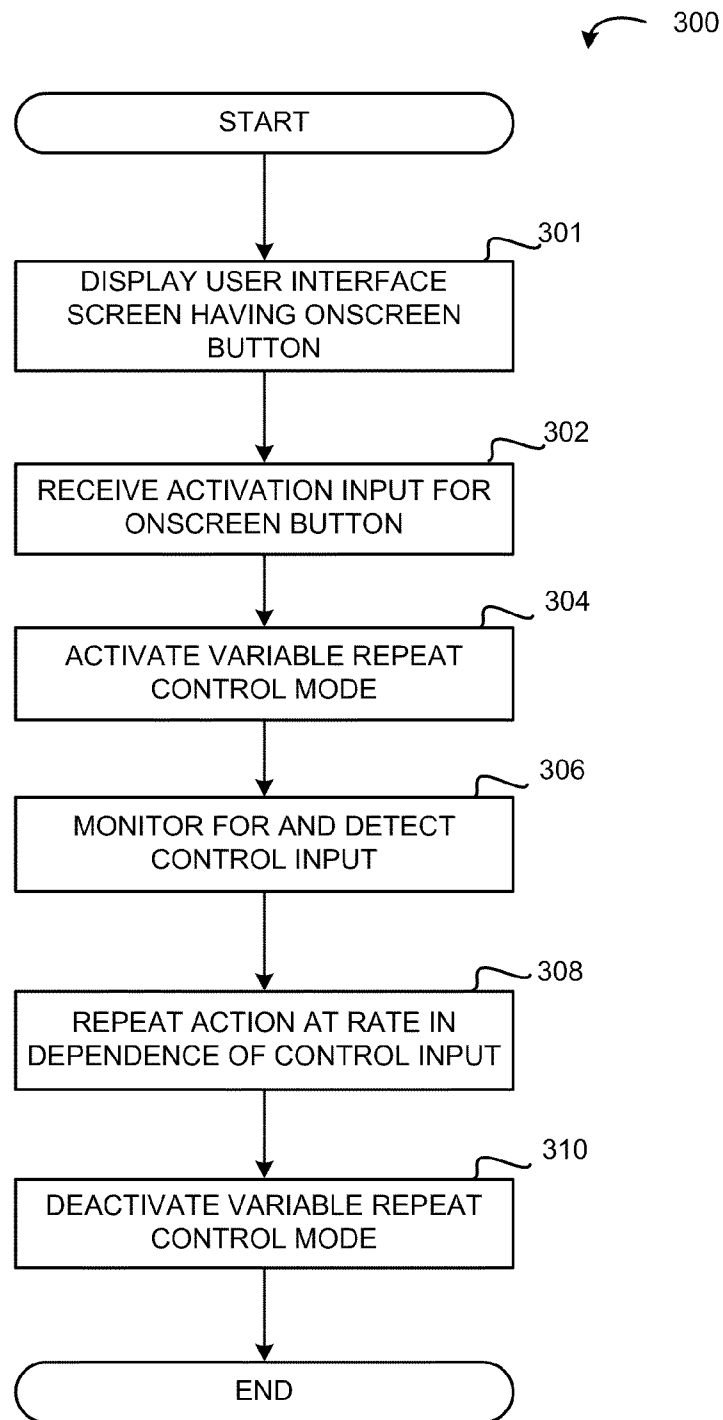 300
START
301
DISPLAY USER INTERFACE
SCREEN HAVING ONSCREEN
BUTTON
302
RECEIVE ACTIVATION INPUT FOR
ONSCREEN BUTTON
304
ACTIVATE VARIABLE REPEAT
CONTROL MODE
306
MONITOR FOR AND DETECT
CONTROL INPUT
308
REPEAT ACTION AT RATE IN
DEPENDENCE OF CONTROL INPUT
310
DEACTIVATE VARIABLE REPEAT
CONTROL MODE
END